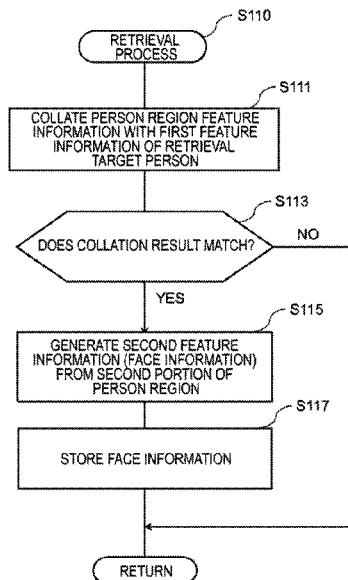 S110
RETRIEVAL
PROCESS
S111
COLLATE PERSON REGION FEATURE
INFORMATION WITH FIRST FEATURE
INFORMATION OF RETRIEVAL
TARGET PERSON
S113
DOES COLLATION RESULT MATCH?
NO
YES
S115
GENERATE SECOND FEATURE
INFORMATION (FACE INFORMATION)
FROM SECOND PORTION OF
PERSON REGION
S117
STORE FACE INFORMATION
RETURN